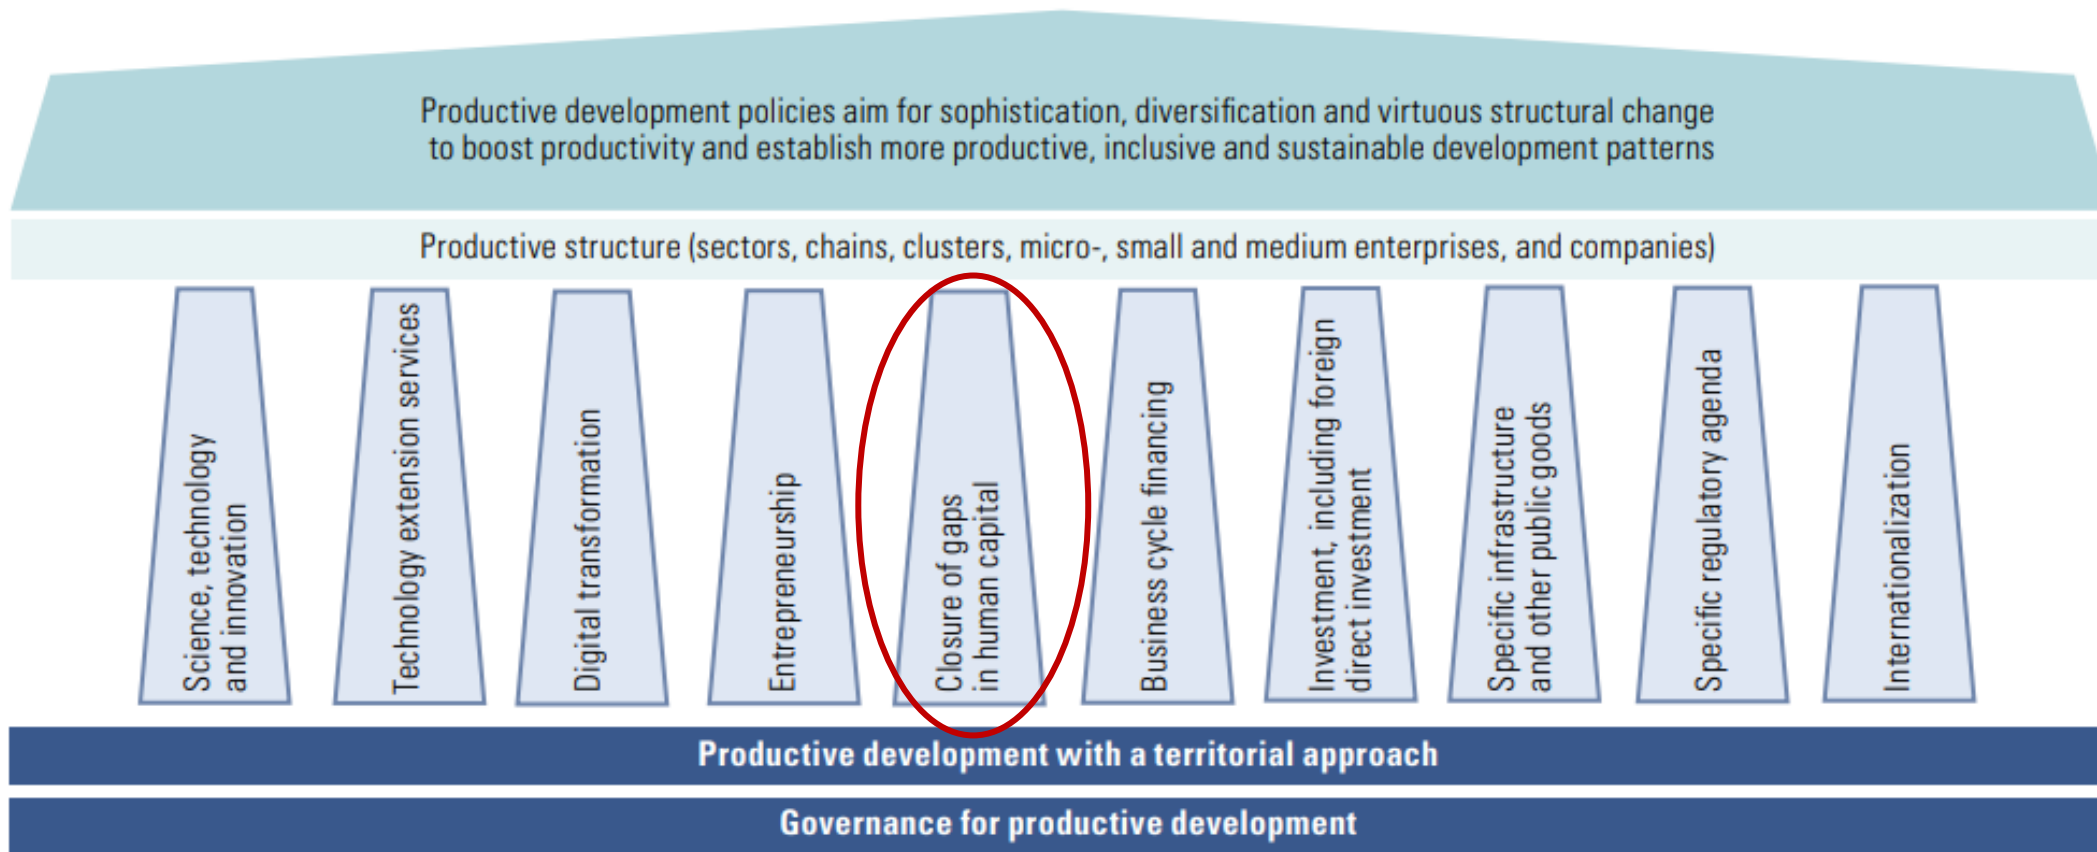 Productive development policies aim for sophistication, diversification and virtuous structural change
to boost productivity and establish more productive, inclusive and sustainable development patterns
Productive structure (sectors, chains, clusters, micro-, small and medium enterprises, and companies)
Science, technology
and innovation
Technology extension services
Digital transformation
Entrepreneurship
Closure of gaps
in human capital
Business cycle financing
Investment, including foreign
direct investment
Specific infrastructure
and other public goods
Specific regulatory agenda
Internationalization
Productive development with a territorial approach
Governance for productive development